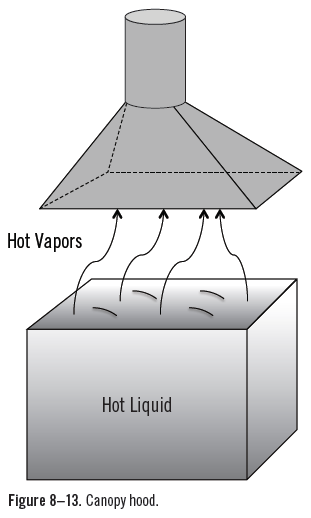 Hot Vapors
Hot Liquid
Figure 8–13. Canopy hood.